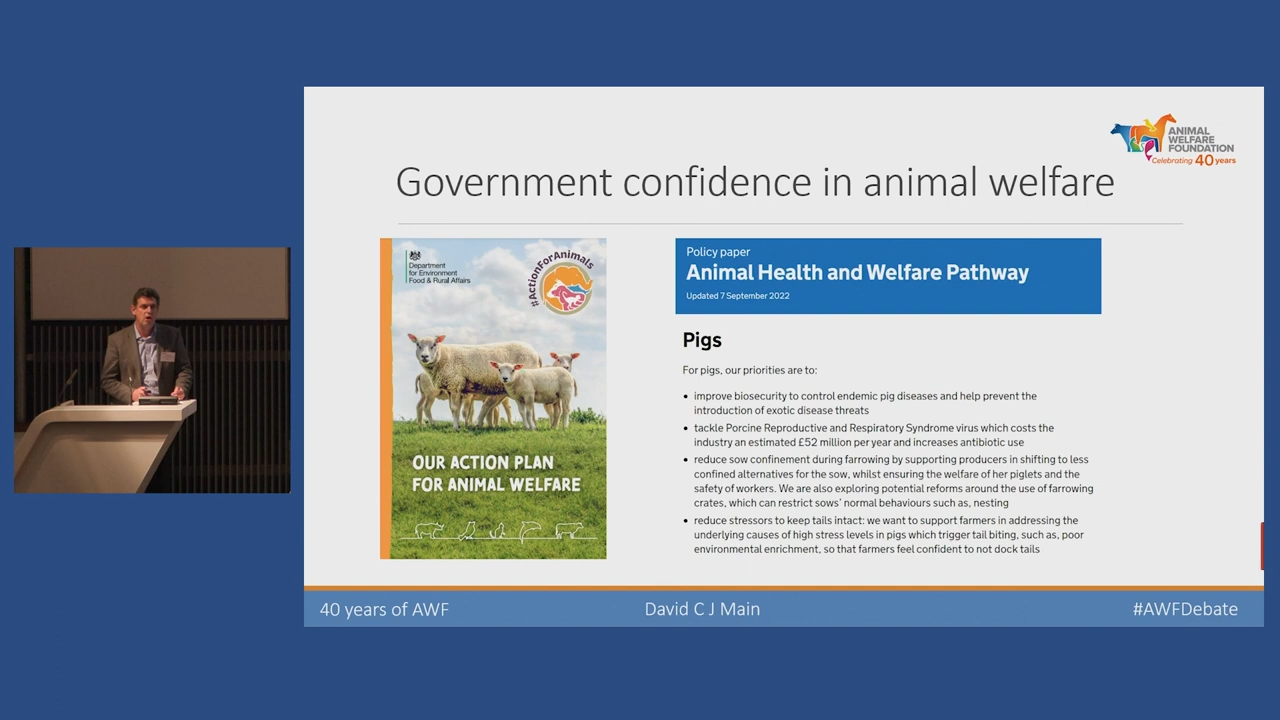 ANIMAL
WELFARE
FOUNDATION
Celebrating 40 years
Government confidence in animal welfare
Department
for Environment
Food & Rural Affairs
#ActionForAnimals
OUR ACTION PLAN
FOR ANIMAL WELFARE
Policy paper
Animal Health and Welfare Pathway
Updated 7 September 2022
Pigs
For pigs, our priorities are to:
• improve biosecurity to control endemic pig diseases and help prevent the
introduction of exotic disease threats
• tackle Porcine Reproductive and Respiratory Syndrome virus which costs the
industry an estimated £52 million per year and increases antibiotic use
• reduce sow confinement during farrowing by supporting producers in shifting to less
confined alternatives for the sow, whilst ensuring the welfare of her piglets and the
safety of workers. We are also exploring potential reforms around the use of farrowing
crates, which can restrict sows' normal behaviours such as, nesting
• reduce stressors to keep tails intact: we want to support farmers in addressing the
underlying causes of high stress levels in pigs which trigger tail biting, such as, poor
environmental enrichment, so that farmers feel confident to not dock tails
40 years of AWF
David C J Main
#AWFDebate